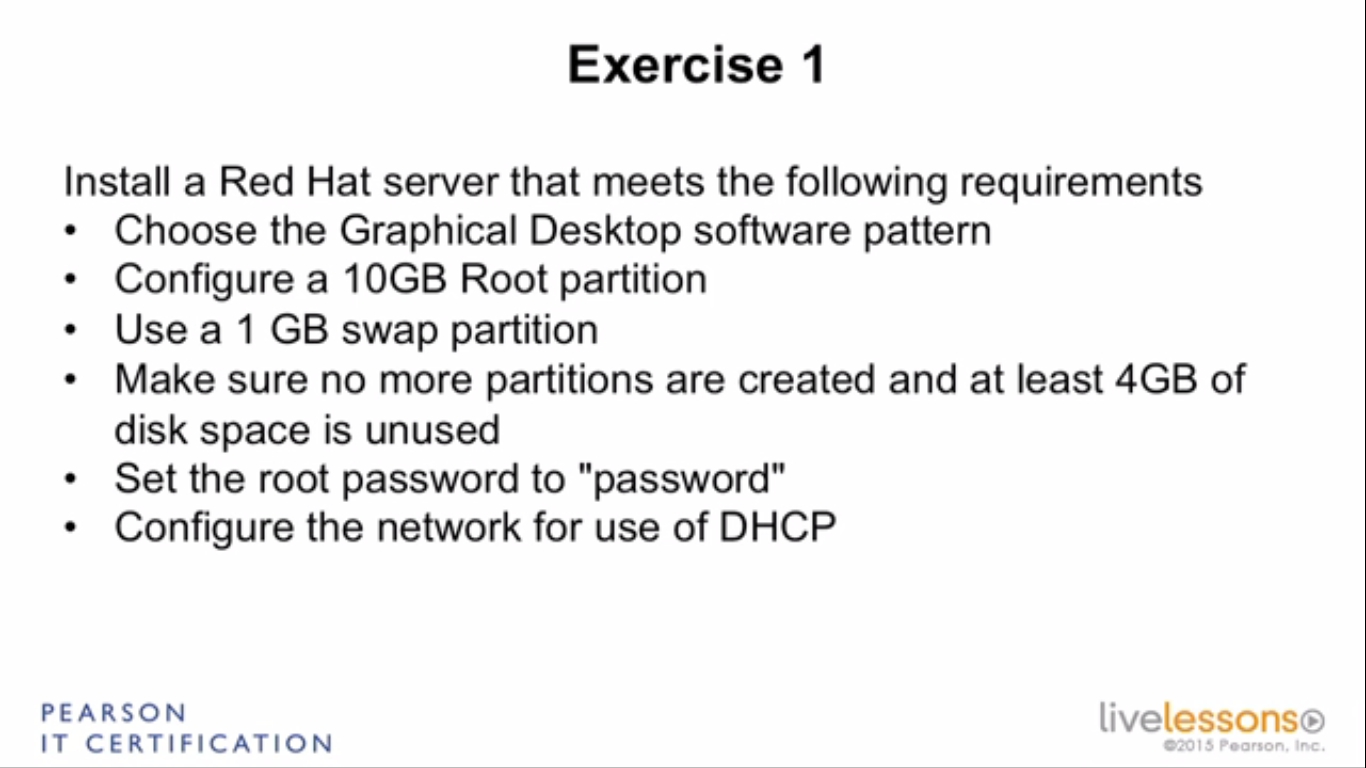 Exercise 1
Install a Red Hat server that meets the following requirements
• Choose the Graphical Desktop software pattern
• Configure a 10GB Root partition
• Use a 1 GB swap partition
• Make sure no more partitions are created and at least 4GB of
disk space is unused
• Set the root password to "password"
• Configure the network for use of DHCP
PEARSON
IT CERTIFICATION
livelessons
©2015 Pearson, Inc.